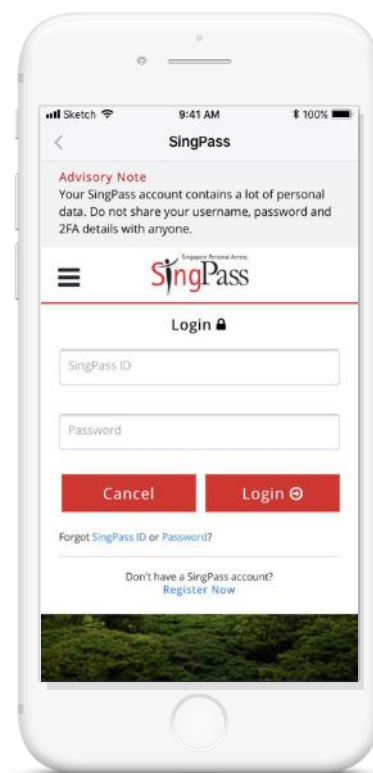 Sketch 9:41 AM 100%
SingPass
Advisory Note
Your SingPass account contains a lot of personal
data. Do not share your username, password and
2FA details with anyone.
Singapore Personal Access
SingPass
Login
SingPass ID
Password
Cancel Login
Forgot SingPass ID or Password?
Don't have a SingPass account?
Register Now